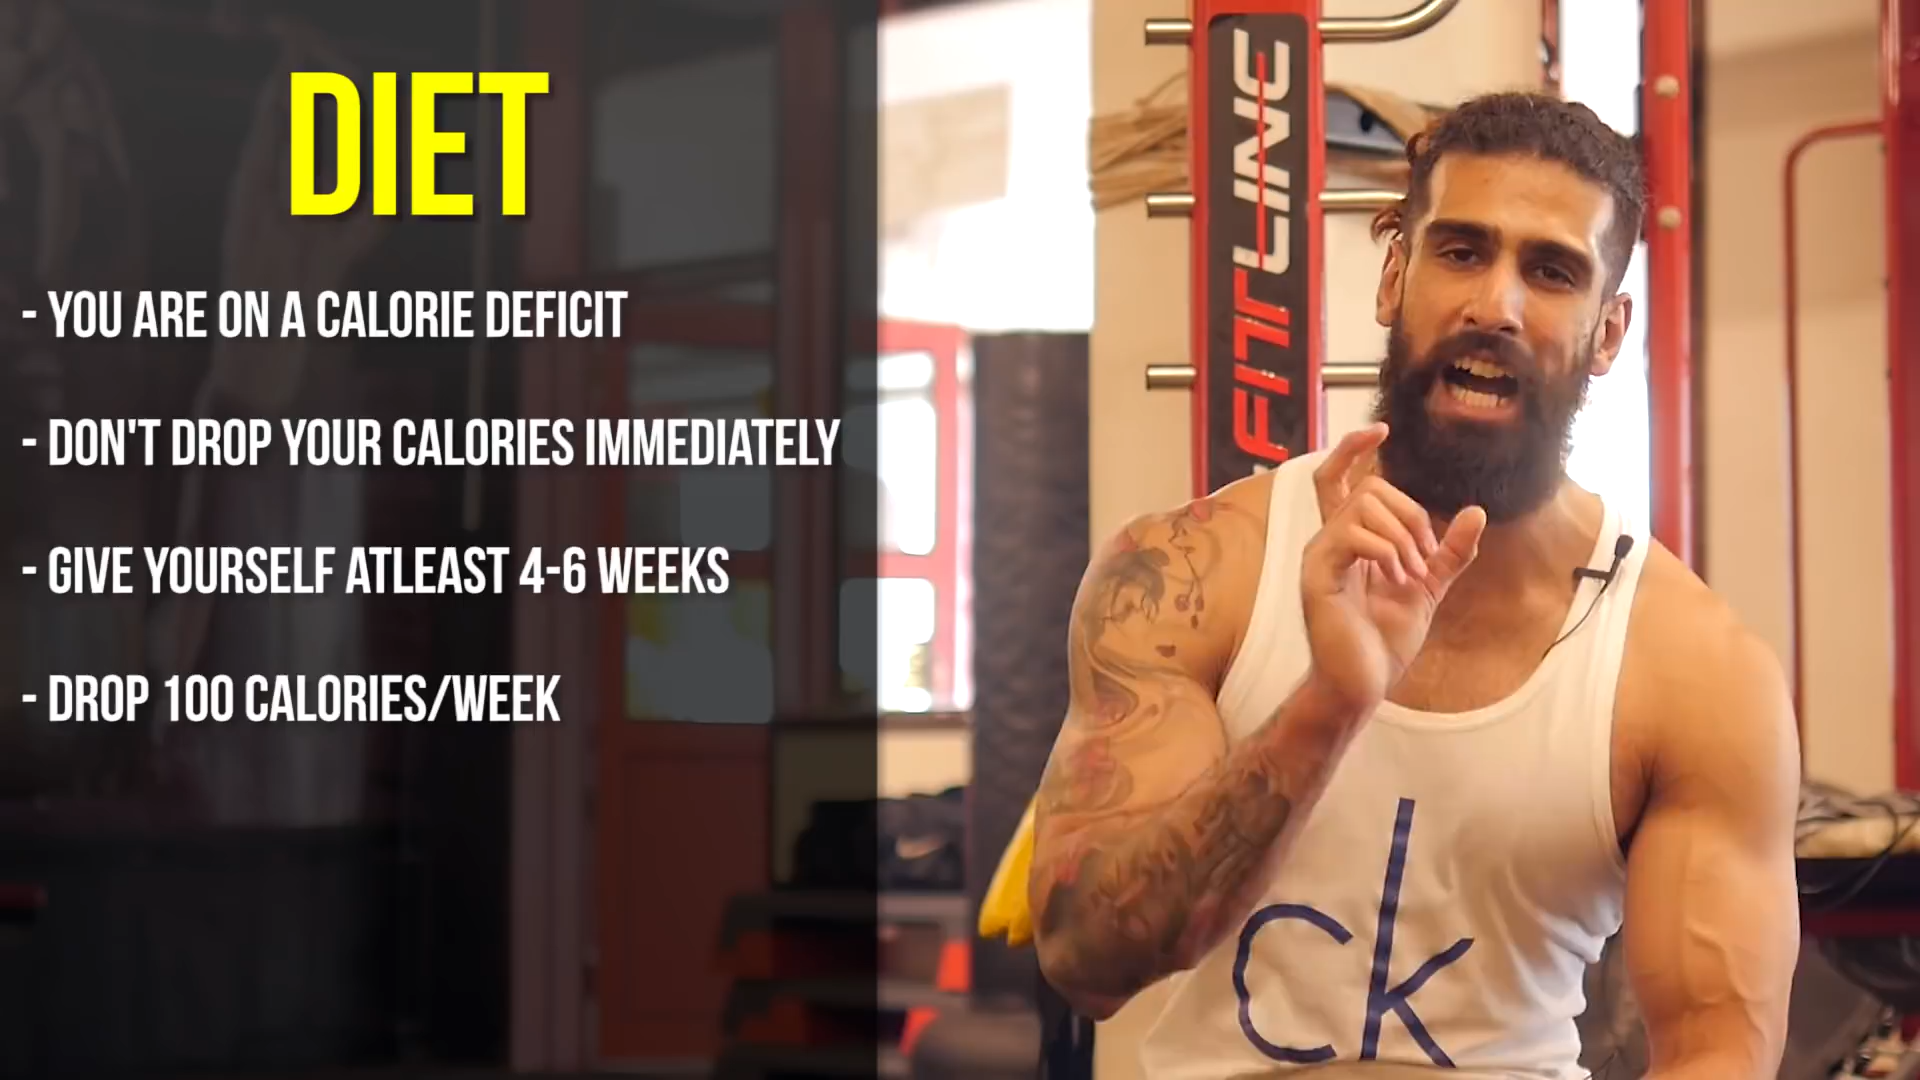 DIET
- YOU ARE ON A CALORIE DEFICIT
- DON'T DROP YOUR CALORIES IMMEDIATELY
- GIVE YOURSELF ATLEAST 4-6 WEEKS
- DROP 100 CALORIES/WEEK
FITLINE
ck